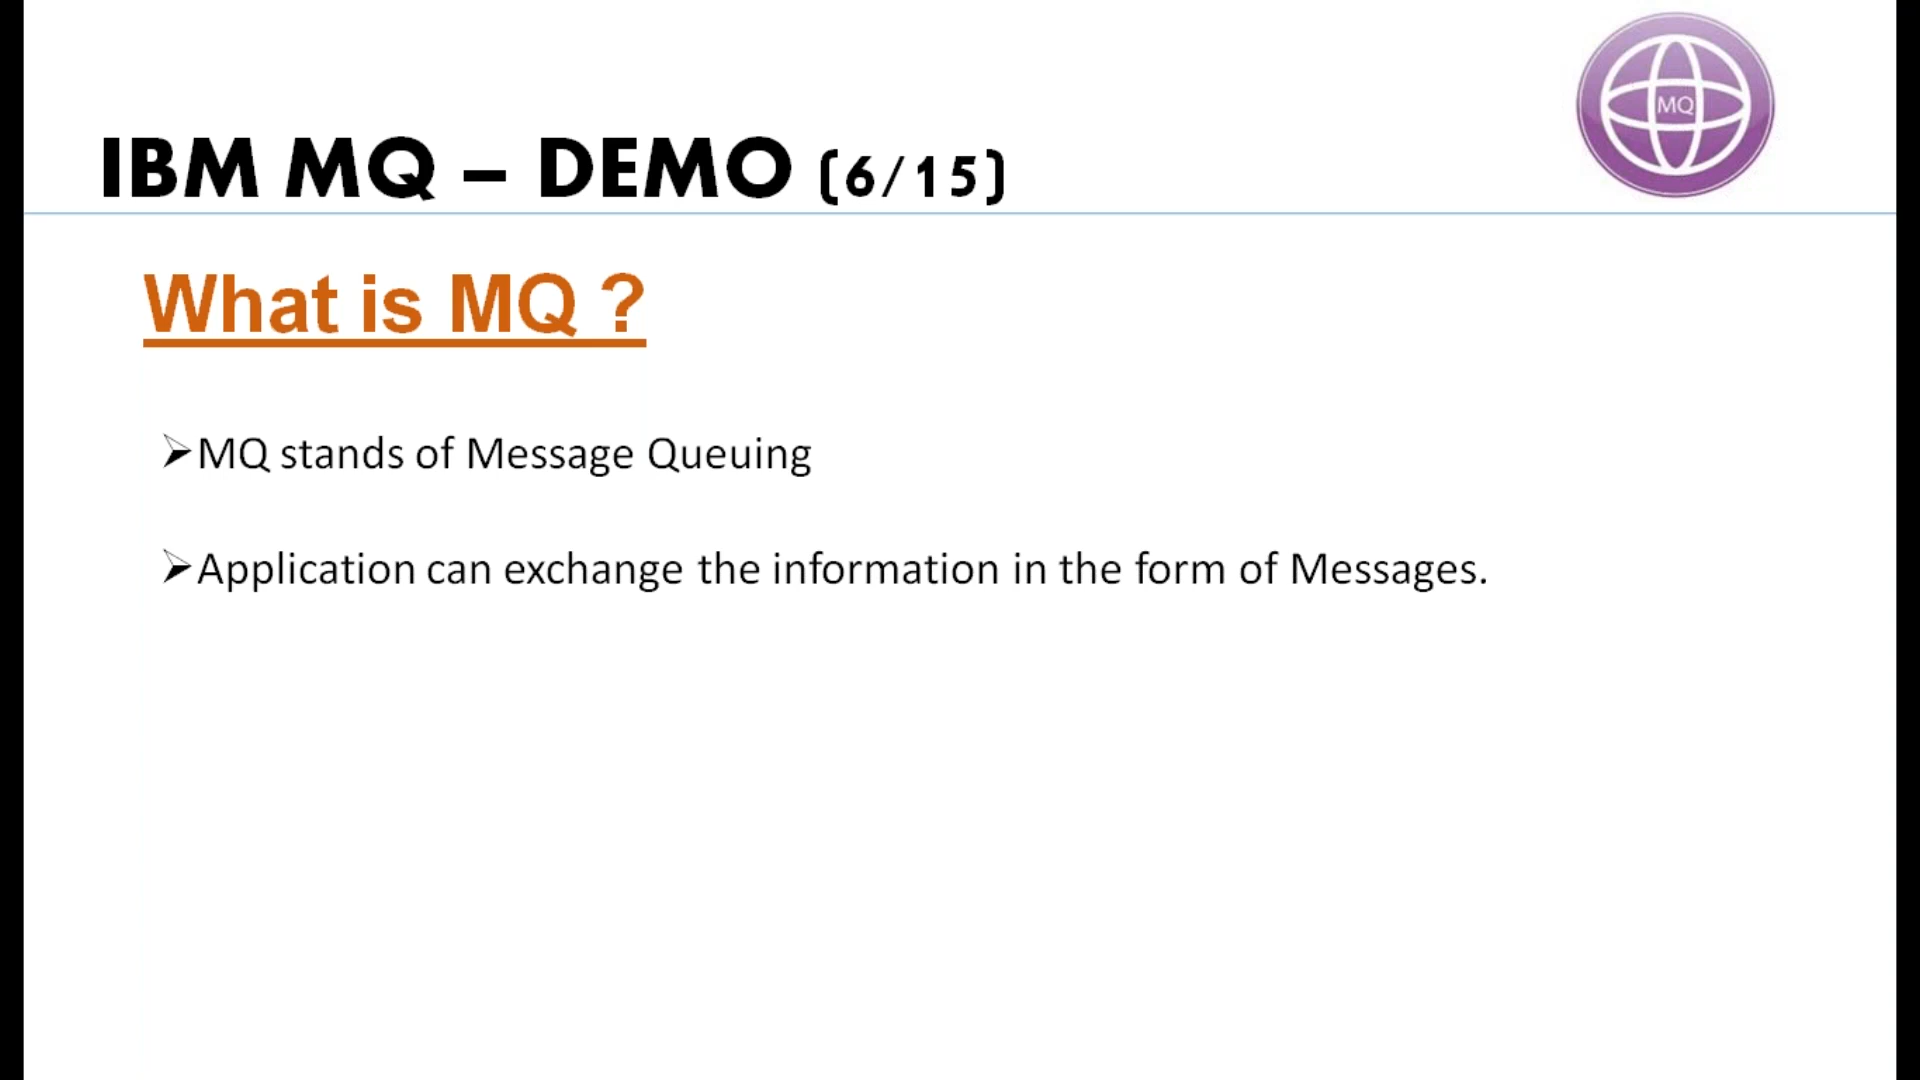 MQ
IBM MQ – DEMO (6/15)
What is MQ ?
➢MQ stands of Message Queuing
➢Application can exchange the information in the form of Messages.